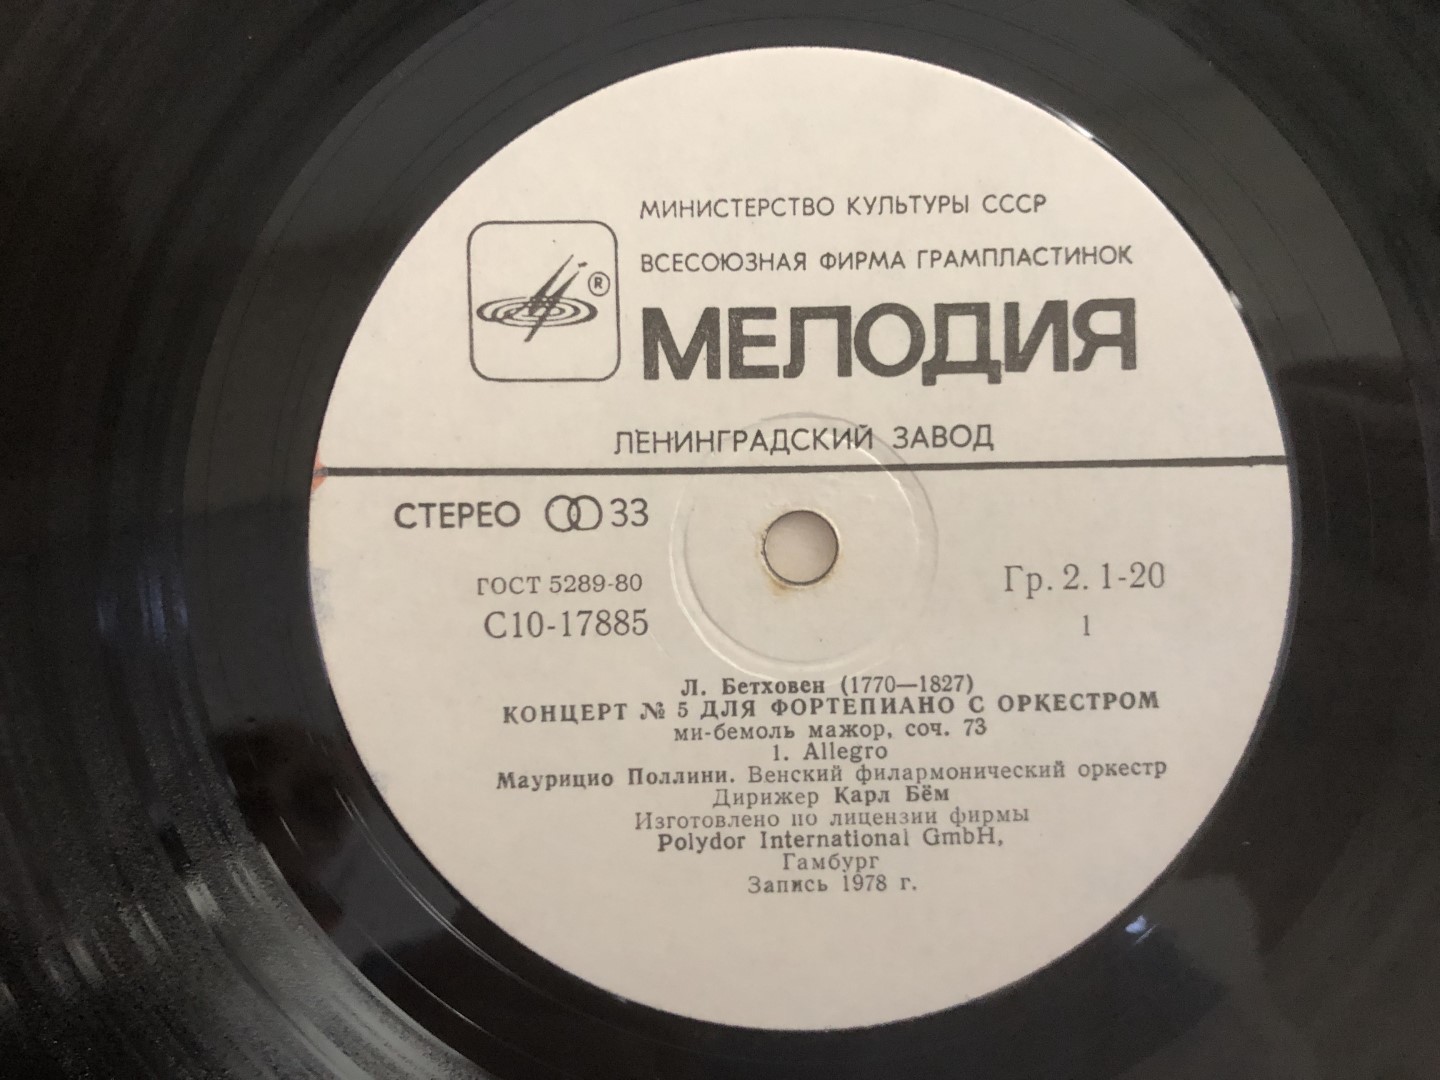 МИНИСТЕРСТВО КУЛЬТУРЫ СССР
ВСЕСОЮЗНАЯ ФИРМА ГРАМПЛАСТИНОК
®
МЕЛОДИЯ
ЛЕНИНГРАДСКИЙ ЗАВОД
СТЕРЕО 33
ГОСТ 5289-80
С10-17885
Гр. 2. 1-20
1
Л. Бетховен (1770—1827)
КОНЦЕРТ № 5 ДЛЯ ФОРТЕПИАНО С ОРКЕСТРОМ
ми-бемоль мажор, соч. 73
1. Allegro
Маурицио Поллини. Венский филармонический оркестр
Дирижер Карл Бём
Изготовлено по лицензии фирмы
Polydor International GmbH,
Гамбург
Запись 1978 г.